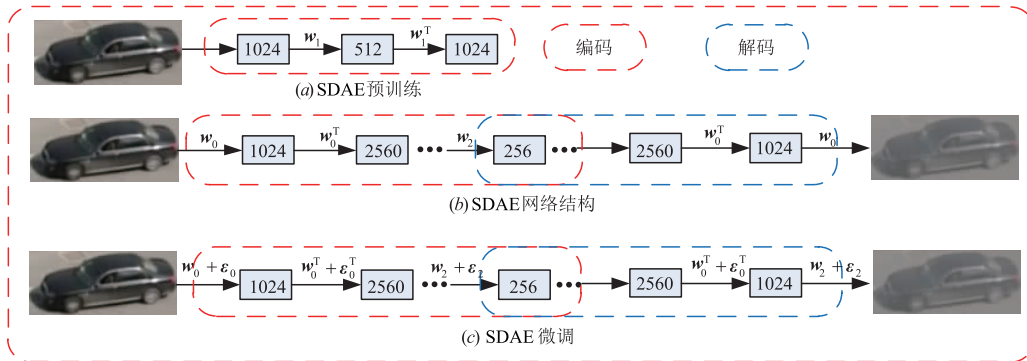 1024 w₁ 512 w₁ᵀ 1024 编码 解码
(a) SDAE预训练
w₀ 1024 w₀ᵀ 2560 ••• w₂ 256 ••• 2560 w₀ᵀ 1024 w₀
(b) SDAE网络结构
w₀ + ε₀ 1024 w₀ᵀ + ε₀ᵀ 2560 ••• w₂ + ε₂ 256 ••• 2560 w₀ᵀ + ε₀ᵀ 1024 w₂ + ε₂
(c) SDAE 微调